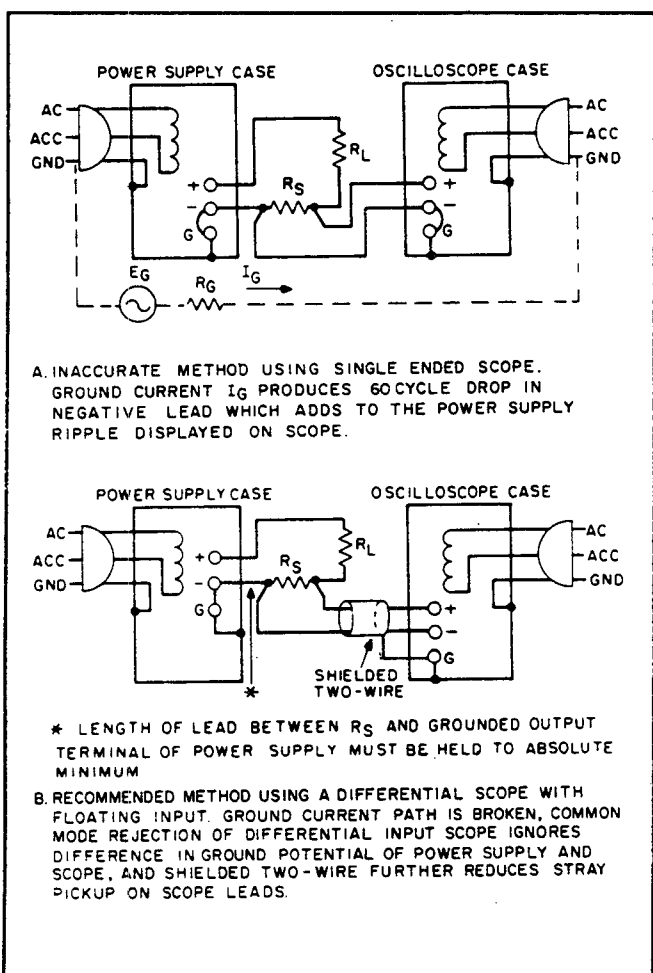 POWER SUPPLY CASE
OSCILLOSCOPE CASE
AC
ACC
GND
+
-
G
RS
RL
+
-
G
AC
ACC
GND
EG
RG
IG
A. INACCURATE METHOD USING SINGLE ENDED SCOPE.
GROUND CURRENT IG PRODUCES 60 CYCLE DROP IN
NEGATIVE LEAD WHICH ADDS TO THE POWER SUPPLY
RIPPLE DISPLAYED ON SCOPE.
POWER SUPPLY CASE
OSCILLOSCOPE CASE
AC
ACC
GND
+
-
G
RS
RL
+
-
G
AC
ACC
GND
*
SHIELDED
TWO-WIRE
* LENGTH OF LEAD BETWEEN RS AND GROUNDED OUTPUT
TERMINAL OF POWER SUPPLY MUST BE HELD TO ABSOLUTE
MINIMUM
B. RECOMMENDED METHOD USING A DIFFERENTIAL SCOPE WITH
FLOATING INPUT. GROUND CURRENT PATH IS BROKEN, COMMON
MODE REJECTION OF DIFFERENTIAL INPUT SCOPE IGNORES
DIFFERENCE IN GROUND POTENTIAL OF POWER SUPPLY AND
SCOPE, AND SHIELDED TWO-WIRE FURTHER REDUCES STRAY
PICKUP ON SCOPE LEADS.